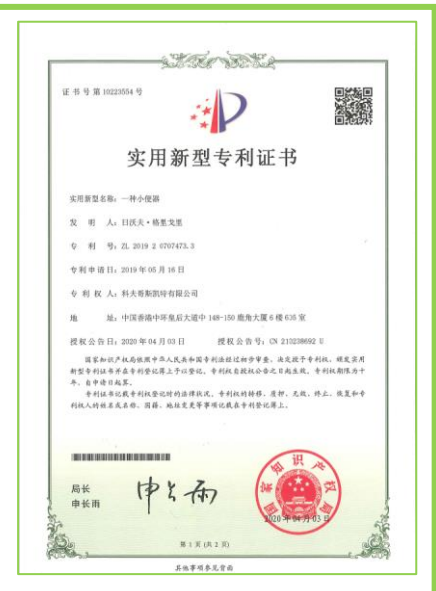 证书号第10223554号
实用新型专利证书
实用新型名称：一种小便器
发明人：日沃夫·格里戈里
专利号：ZL 2019 2 0707473.3
专利申请日：2019年05月16日
专利权人：科夫哥斯凯特有限公司
地址：中国香港中环皇后大道中148-150鹿角大厦6楼635室
授权公告日：2020年04月03日 授权公告号：CN 210238692 U
国家知识产权局依照中华人民共和国专利法经过初步审查，决定授予专利权，颁发实用
新型专利证书并在专利登记簿上予以登记。专利权自授权公告之日起生效。专利权期限为十
年，自申请日起算。
专利证书记载专利权登记时的法律状况。专利权的转移、质押、无效、终止、恢复和专
利权人的姓名或名称、国籍、地址变更等事项记载在专利登记簿上。
局长
申长雨
申长雨
国家知识产权局
2020年04月03日
第 1 页 (共 2 页)
其他事项参见背面